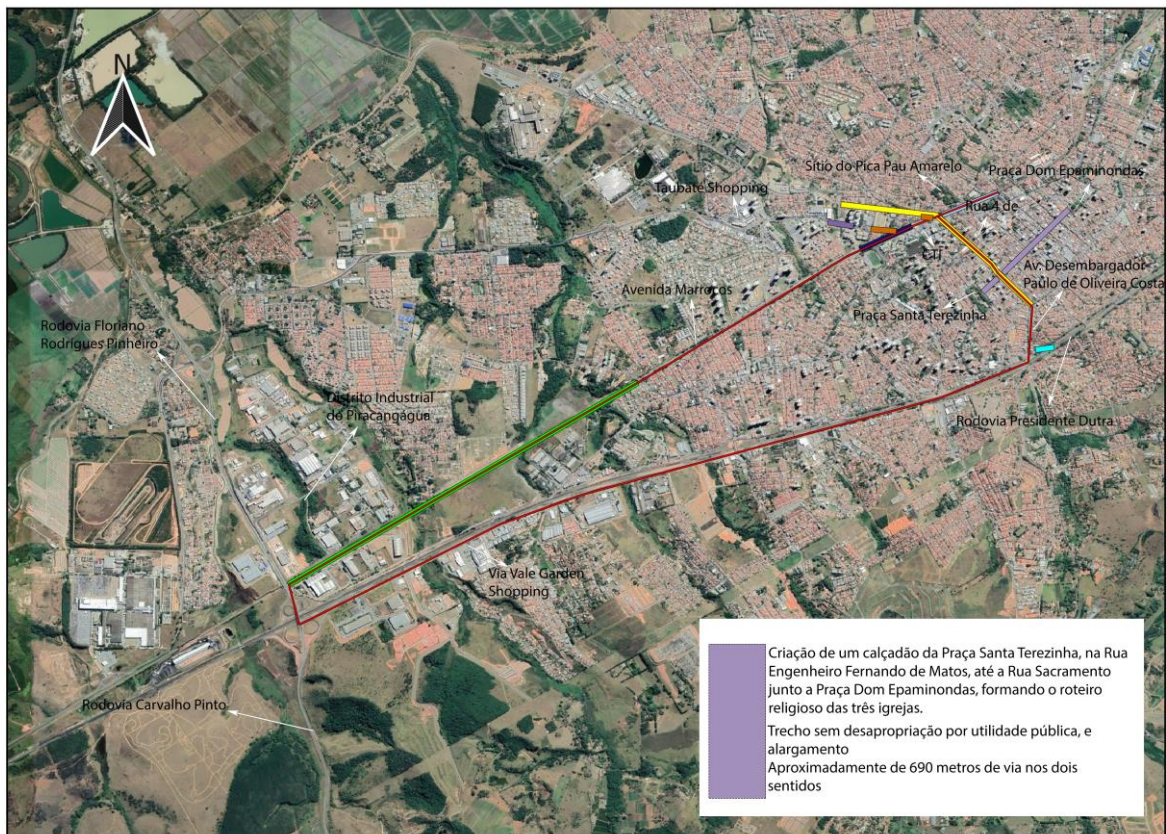 N
Sítio do Pica Pau Amarelo
Praça Dom Epaminondas
Taubaté Shopping
Rua 4 de
CTI
Av. Desembargador
Paulo de Oliveira Costa
Avenida Marrocos
Praça Santa Terezinha
Rodovia Floriano
Rodrigues Pinheiro
Distrito Industrial
do Piracangágua
Rodovia Presidente Dutra
Via Vale Garden
Shopping
Rodovia Carvalho Pinto
Criação de um calçadão da Praça Santa Terezinha, na Rua
Engenheiro Fernando de Matos, até a Rua Sacramento
junto a Praça Dom Epaminondas, formando o roteiro
religioso das três igrejas.
Trecho sem desapropriação por utilidade pública, e
alargamento
Aproximadamente de 690 metros de via nos dois
sentidos